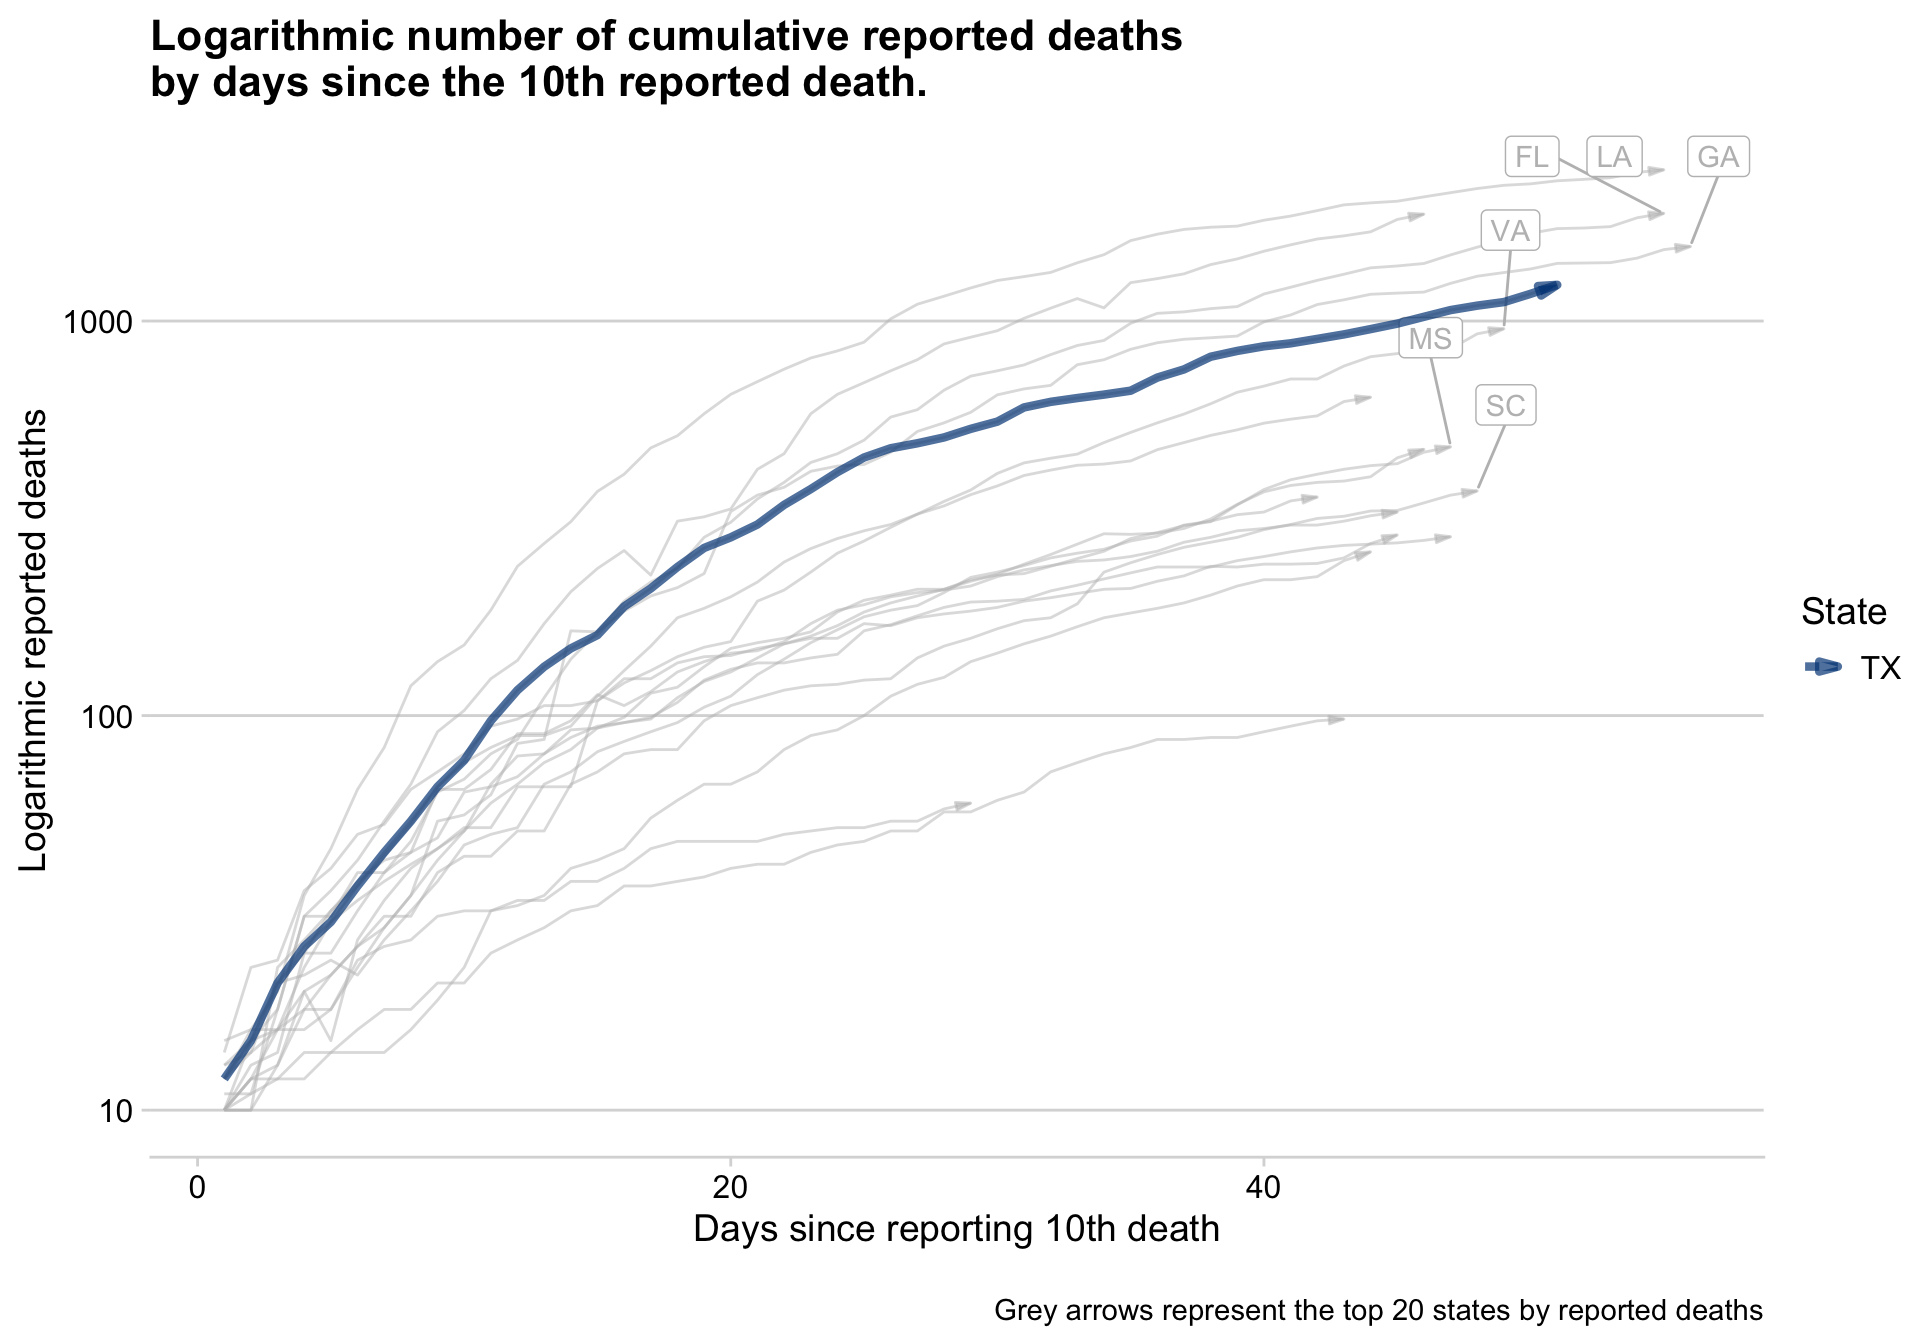 Logarithmic number of cumulative reported deaths
by days since the 10th reported death.
FL
LA
GA
VA
MS
SC
1000
100
10
Logarithmic reported deaths
0
20
40
Days since reporting 10th death
State
TX
Grey arrows represent the top 20 states by reported deaths